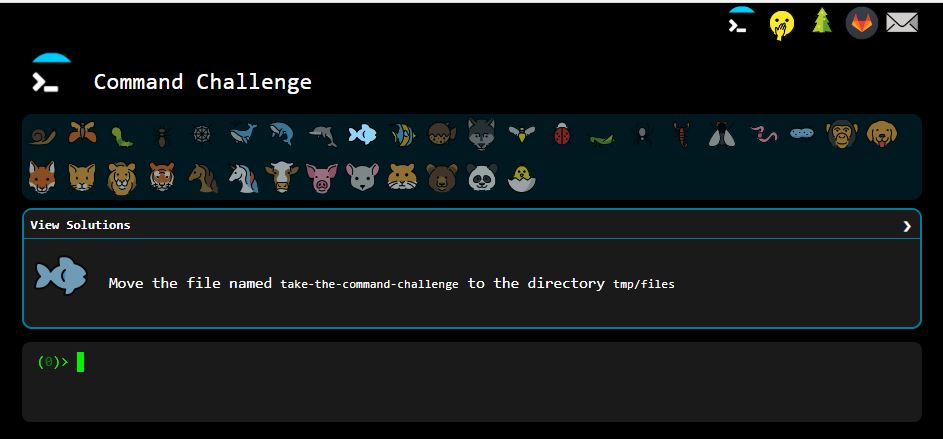 Command Challenge
View Solutions
Move the file named take-the-command-challenge to the directory tmp/files
(0)>